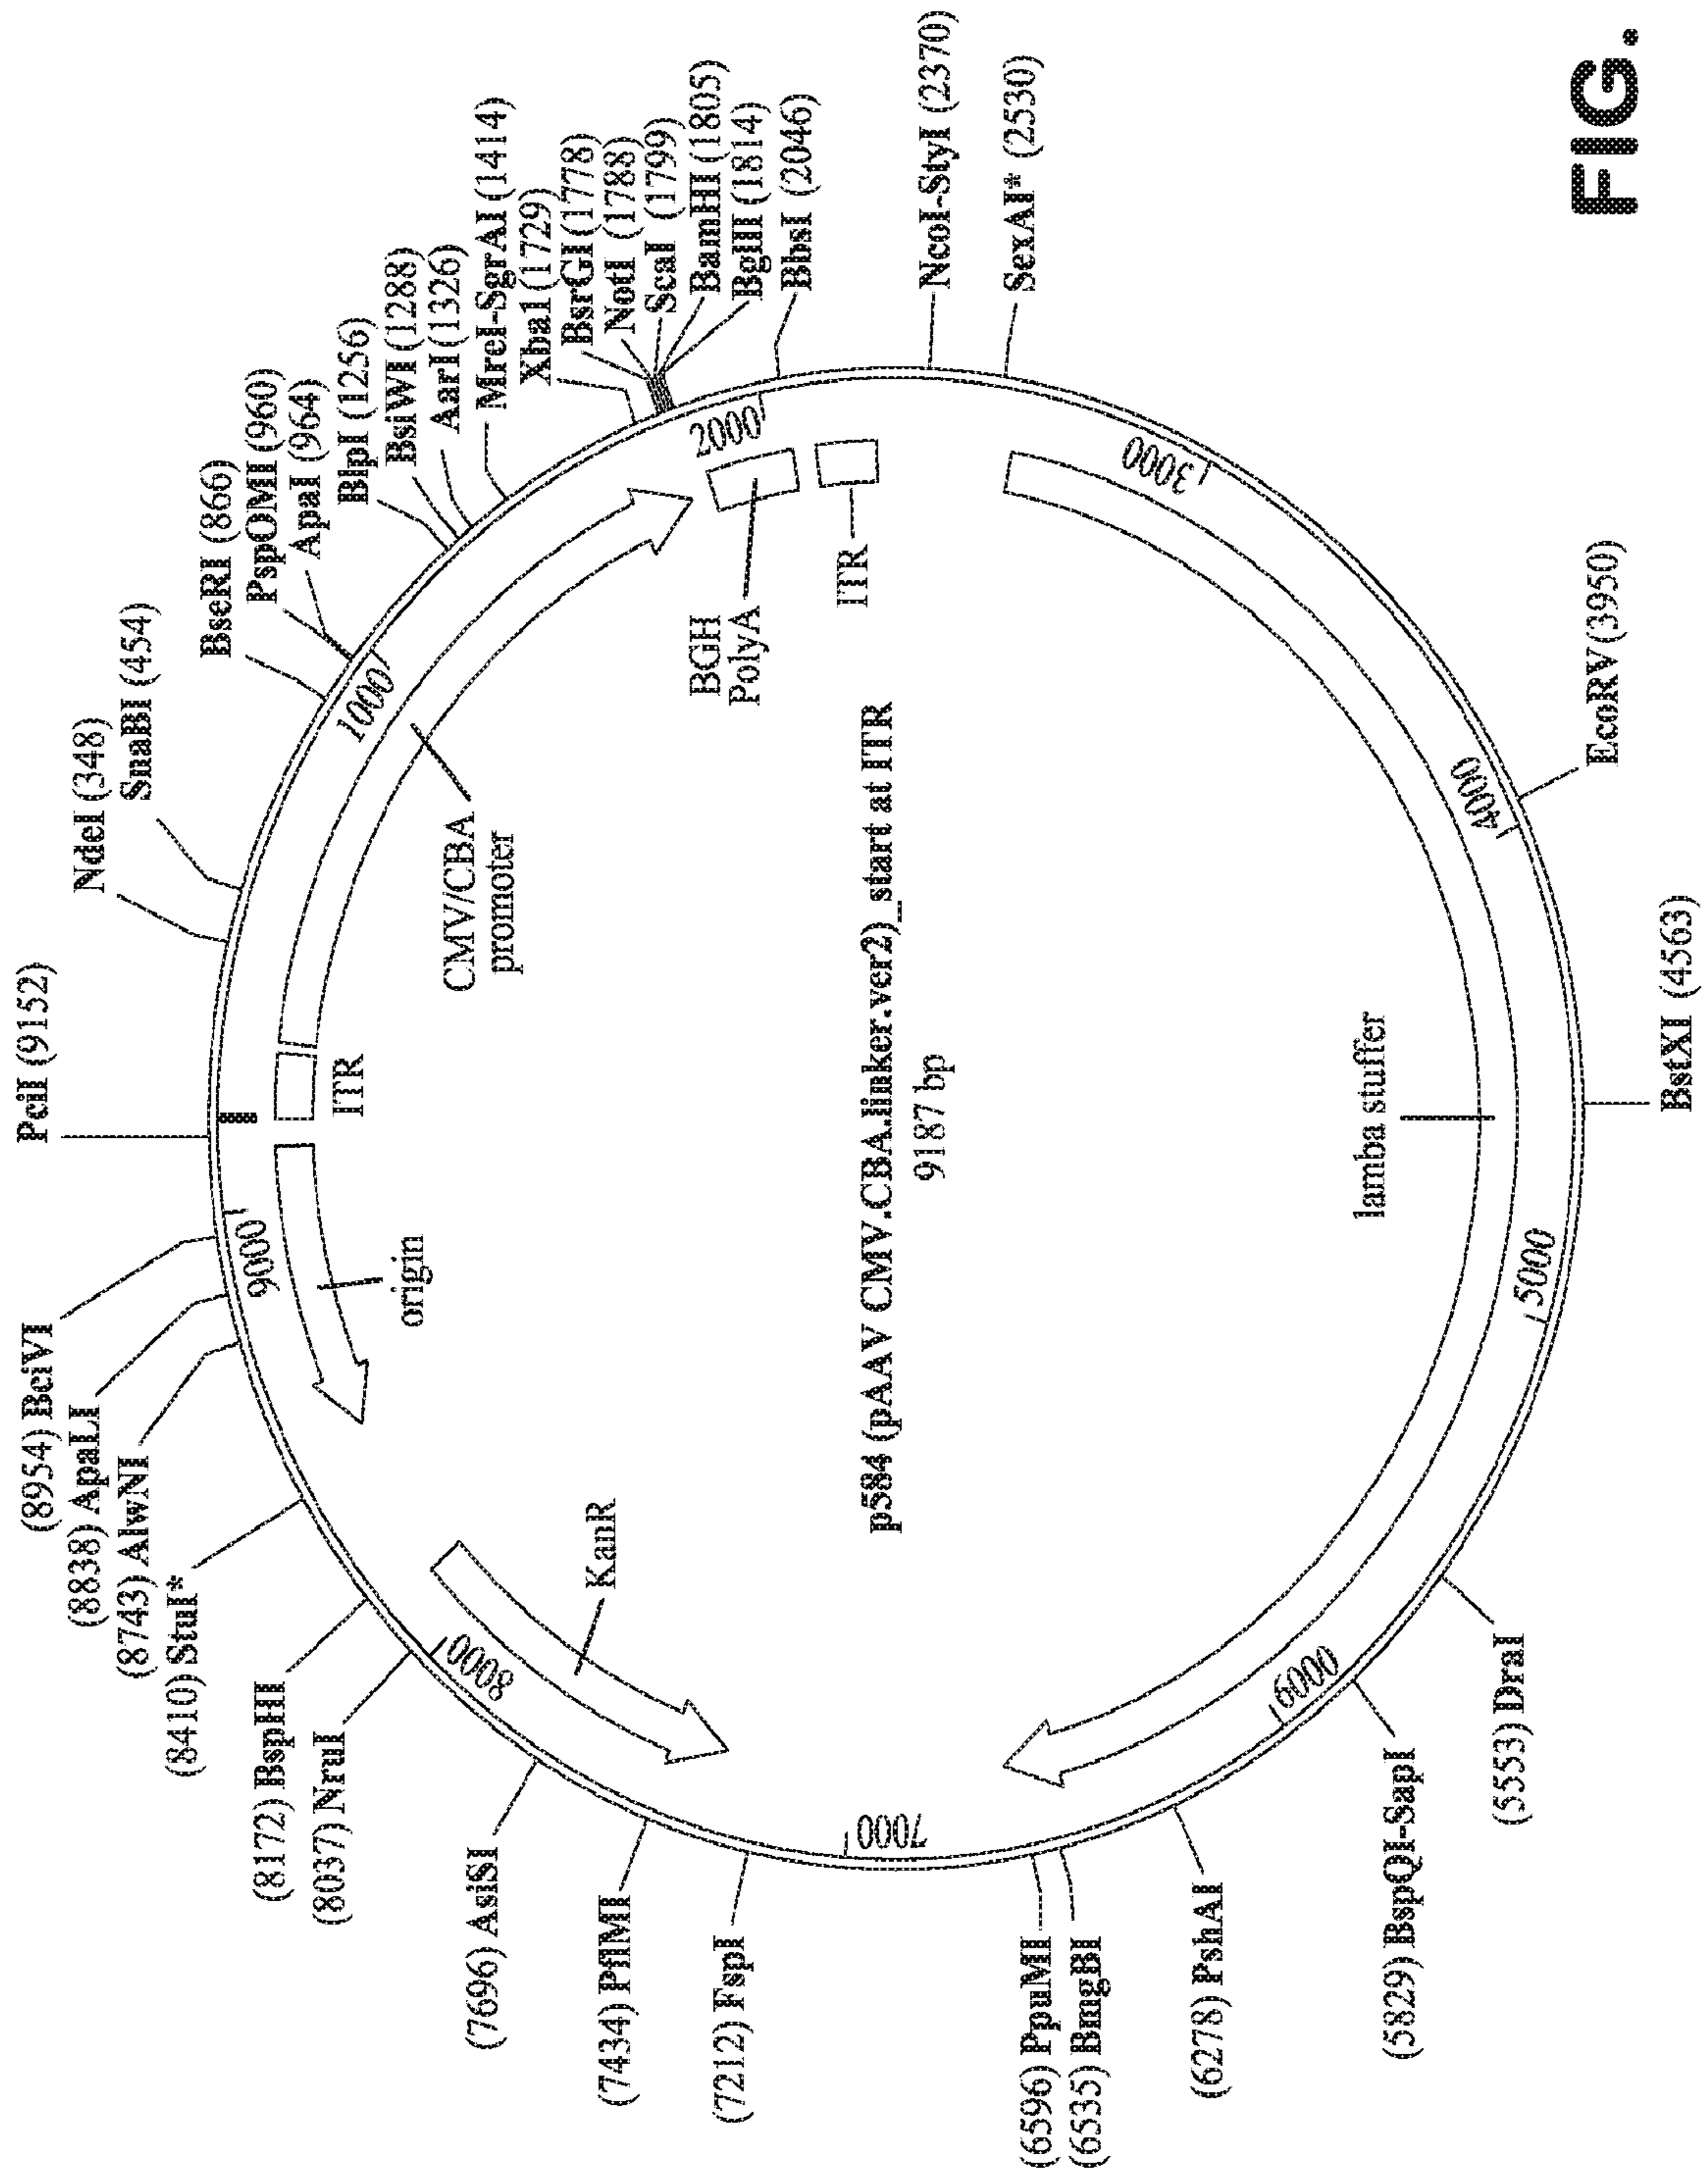 PciI (9152)
NdeI (348)
SnaBI (454)
BseRI (866)
PspOMI (960)
ApaI (964)
BlpI (1256)
BsiWI (1288)
AarI (1326)
MreI-SgrAI (1414)
XbaI (1729)
BsrGI (1778)
NotI (1788)
ScaI (1799)
BamHI (1805)
BglII (1814)
BbsI (2046)
NcoI-StyI (2370)
SexAI* (2530)
EcoRV (3950)
BstXI (4563)
(5553) DraI
(5829) BspQI-SapI
(6278) PshAI
(6535) BmgBI
(6596) PpuMI
(7212) FspI
(7434) PflMI
(7696) AsiSI
(8037) NruI
(8172) BspHI
(8410) StuI*
(8743) AlwNI
(8838) ApaLI
(8954) BciVI
1000
2000
3000
4000
5000
6000
7000
8000
9000
ITR
CMV/CBA
promoter
BGH
PolyA
ITR
lamba stuffer
KanR
origin
p584 (pAAV CMV.CBA.linker.ver2)_start at ITR
9187 bp
FIG.